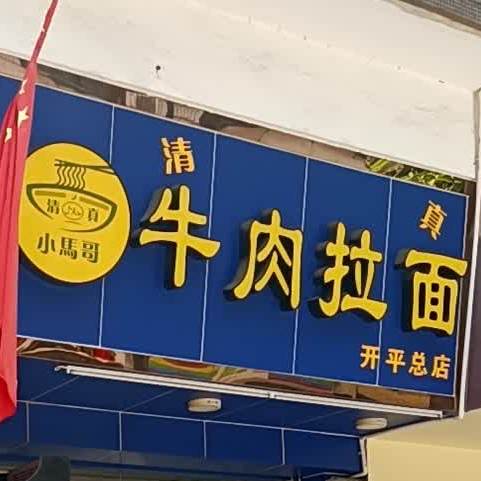 清 真
清真
小馬哥
牛肉拉面
开平总店